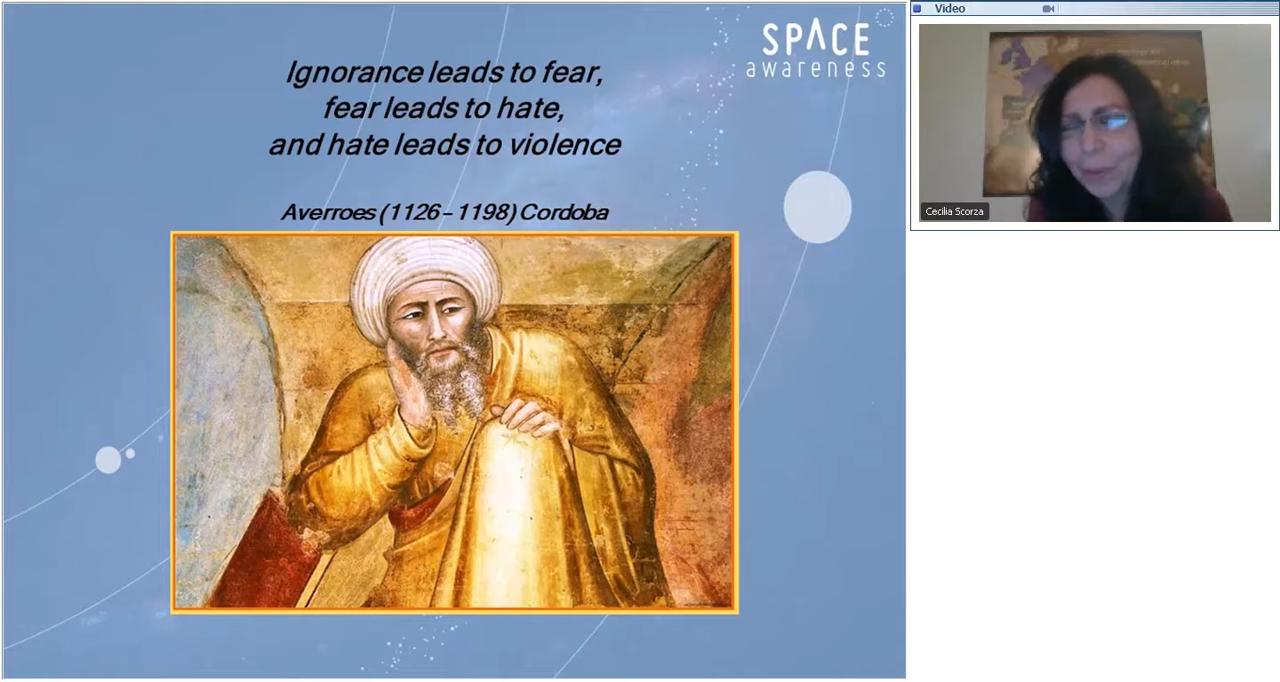 SPACE
awareness
Ignorance leads to fear,
fear leads to hate,
and hate leads to violence
Averroes (1126 – 1198) Cordoba
Video
Cecilia Scorza